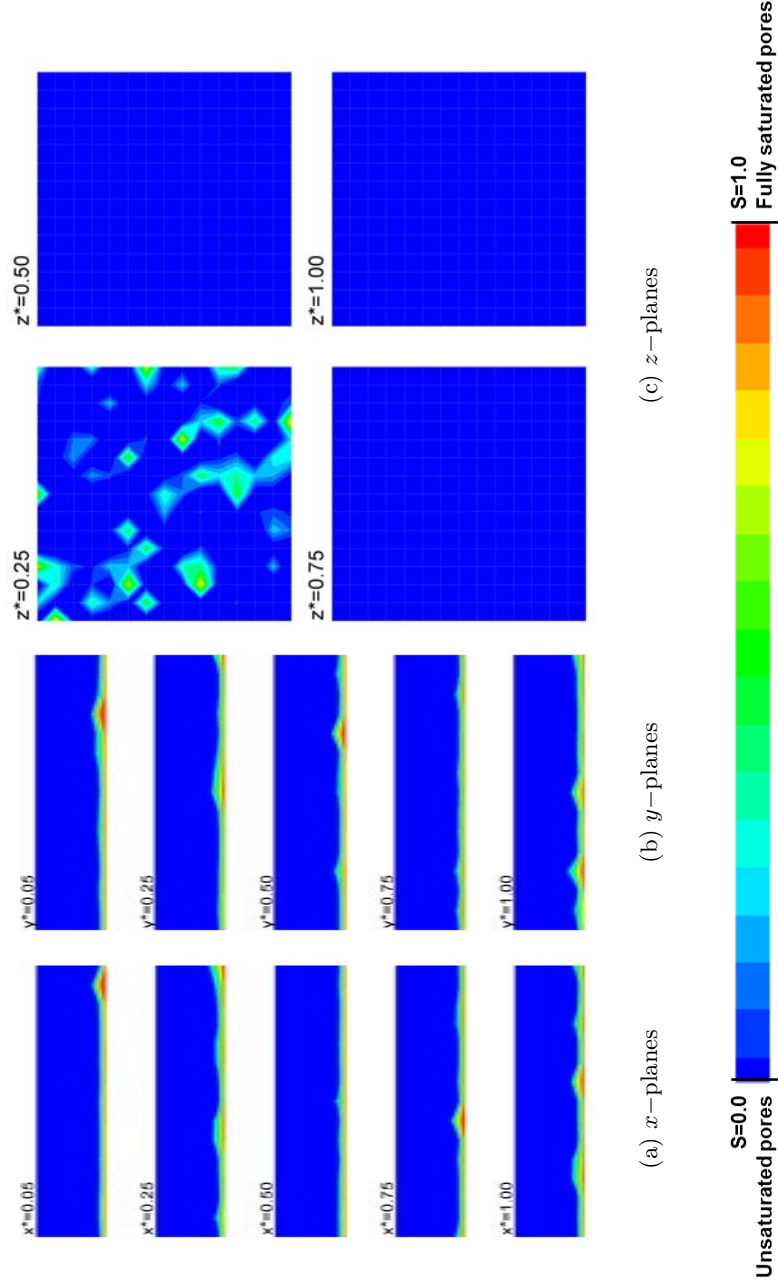 x*=0.05
x*=0.25
x*=0.50
x*=0.75
x*=1.00
(a) x−planes
y*=0.05
y*=0.25
y*=0.50
y*=0.75
y*=1.00
(b) y−planes
z*=0.25
z*=0.50
z*=0.75
z*=1.00
(c) z−planes
S=0.0
Unsaturated pores
S=1.0
Fully saturated pores